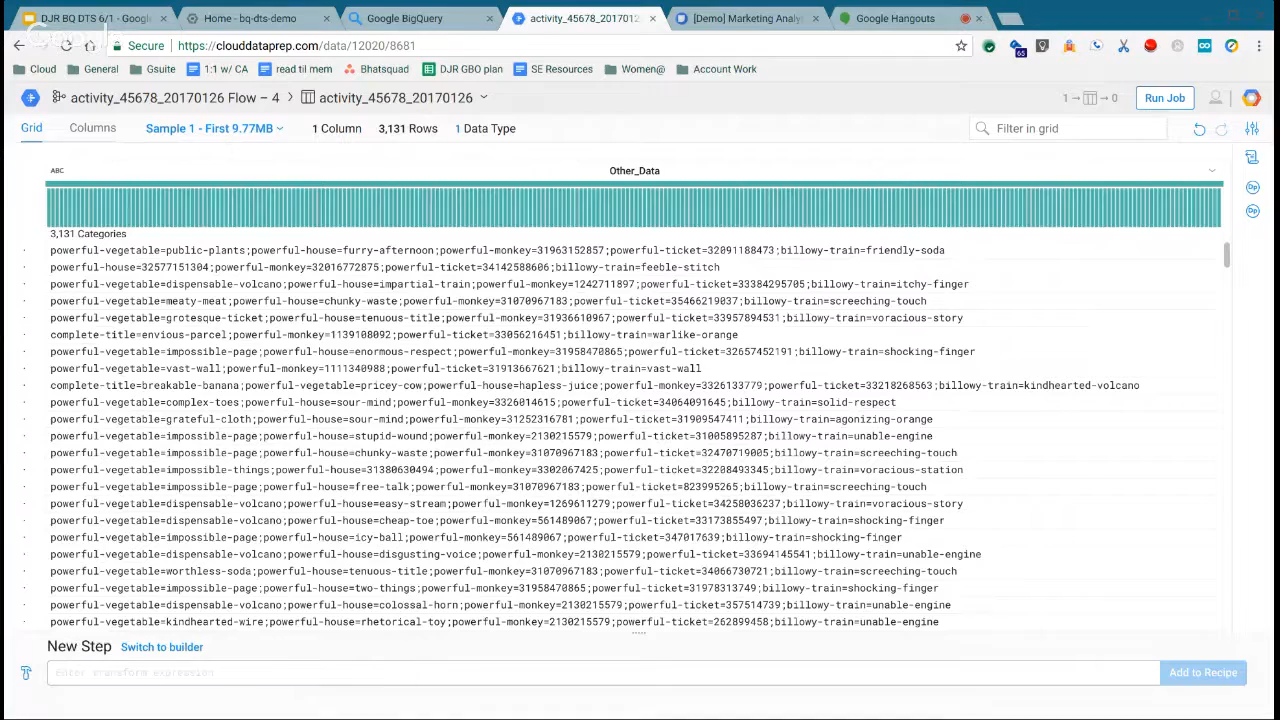 DJR BQ DTS 6/1 - Google
Home - bq-dts-demo
Google BigQuery
activity_45678_2017012
[Demo] Marketing Analy
Google Hangouts
Google
Secure
https://clouddataprep.com/data/12020/8681
65
Cloud
General
Gsuite
1:1 w/ CA
read til mem
Bhatsquad
DJR GBO plan
SE Resources
Women@
Account Work
activity_45678_20170126 Flow – 4
activity_45678_20170126
1 → → 0
Run Job
Grid
Columns
Sample 1 - First 9.77MB
1 Column
3,131 Rows
1 Data Type
Filter in grid
ABC
Other_Data
3,131 Categories
powerful-vegetable=public-plants;powerful-house=furry-afternoon;powerful-monkey=31963152857;powerful-ticket=32091188473;billowy-train=friendly-soda
powerful-house=32577151304;powerful-monkey=32016772875;powerful-ticket=34142588606;billowy-train=feeble-stitch
powerful-vegetable=dispensable-volcano;powerful-house=impartial-train;powerful-monkey=1242711897;powerful-ticket=33384295705;billowy-train=itchy-finger
powerful-vegetable=meaty-meat;powerful-house=chunky-waste;powerful-monkey=31070967183;powerful-ticket=35466219037;billowy-train=screeching-touch
powerful-vegetable=grotesque-ticket;powerful-house=tenuous-title;powerful-monkey=31936610967;powerful-ticket=33957894531;billowy-train=voracious-story
complete-title=envious-parcel;powerful-monkey=1139108092;powerful-ticket=33056216451;billowy-train=warlike-orange
powerful-vegetable=impossible-page;powerful-house=enormous-respect;powerful-monkey=31958470865;powerful-ticket=32657452191;billowy-train=shocking-finger
powerful-vegetable=vast-wall;powerful-monkey=1111340988;powerful-ticket=31913667621;billowy-train=vast-wall
complete-title=breakable-banana;powerful-vegetable=pricey-cow;powerful-house=hapless-juice;powerful-monkey=3326133779;powerful-ticket=33218268563;billowy-train=kindhearted-volcano
powerful-vegetable=complex-toes;powerful-house=sour-mind;powerful-monkey=3326014615;powerful-ticket=34064091645;billowy-train=solid-respect
powerful-vegetable=grateful-cloth;powerful-house=sour-mind;powerful-monkey=31252316781;powerful-ticket=31909547411;billowy-train=agonizing-orange
powerful-vegetable=impossible-page;powerful-house=stupid-wound;powerful-monkey=2130215579;powerful-ticket=31005895287;billowy-train=unable-engine
powerful-vegetable=impossible-page;powerful-house=chunky-waste;powerful-monkey=31070967183;powerful-ticket=32470719005;billowy-train=screeching-touch
powerful-vegetable=impossible-things;powerful-house=31380630494;powerful-monkey=3302067425;powerful-ticket=32208493345;billowy-train=voracious-station
powerful-vegetable=impossible-page;powerful-house=free-talk;powerful-monkey=31070967183;powerful-ticket=823995265;billowy-train=screeching-touch
powerful-vegetable=dispensable-volcano;powerful-house=easy-stream;powerful-monkey=1269611279;powerful-ticket=34258036237;billowy-train=voracious-story
powerful-vegetable=dispensable-volcano;powerful-house=cheap-toe;powerful-monkey=561489067;powerful-ticket=33173855497;billowy-train=shocking-finger
powerful-vegetable=impossible-page;powerful-house=icy-ball;powerful-monkey=561489067;powerful-ticket=347017639;billowy-train=shocking-finger
powerful-vegetable=dispensable-volcano;powerful-house=disgusting-voice;powerful-monkey=2130215579;powerful-ticket=33694145541;billowy-train=unable-engine
powerful-vegetable=worthless-soda;powerful-house=tenuous-title;powerful-monkey=31070967183;powerful-ticket=34066730721;billowy-train=screeching-touch
powerful-vegetable=impossible-page;powerful-house=two-things;powerful-monkey=31958470865;powerful-ticket=31978313749;billowy-train=shocking-finger
powerful-vegetable=dispensable-volcano;powerful-house=colossal-horn;powerful-monkey=2130215579;powerful-ticket=357514739;billowy-train=unable-engine
powerful-vegetable=kindhearted-wire;powerful-house=rhetorical-toy;powerful-monkey=2130215579;powerful-ticket=262899458;billowy-train=unable-engine
New Step
Switch to builder
Enter transform expression
Add to Recipe